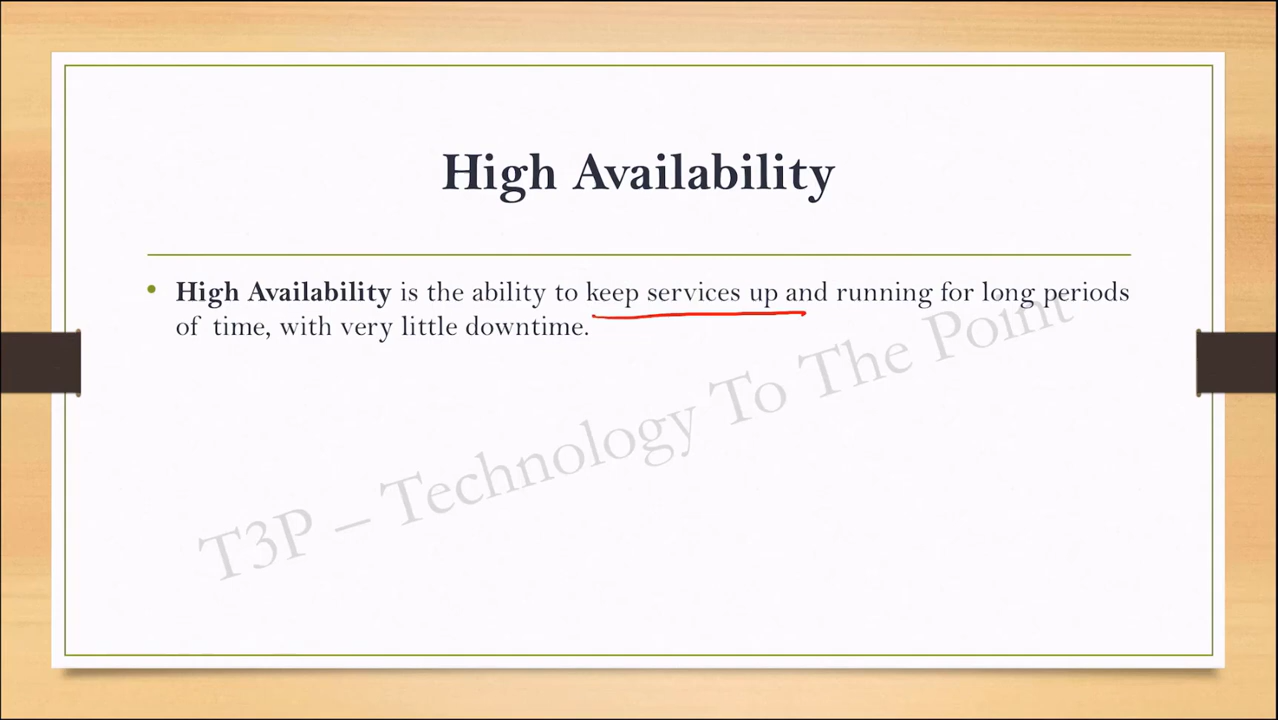 High Availability
• High Availability is the ability to keep services up and running for long periods
of time, with very little downtime.
T3P – Technology To The Point